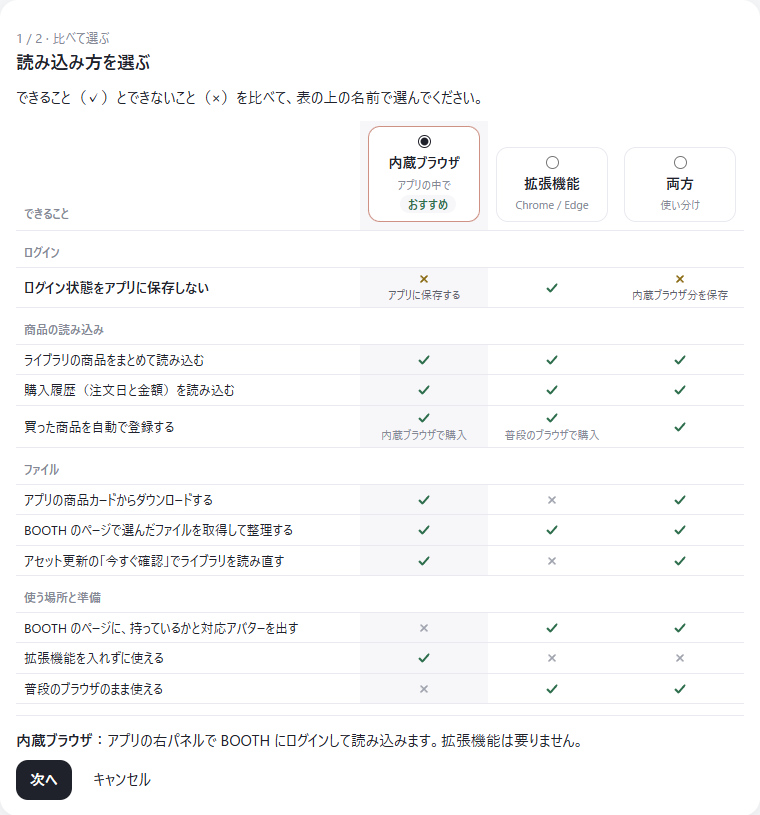 1 / 2 · 比べて選ぶ
読み込み方を選ぶ
できること（✓）とできないこと（×）を比べて、表の上の名前で選んでください。
できること
内蔵ブラウザ
アプリの中で
おすすめ
拡張機能
Chrome / Edge
両方
使い分け
ログイン
ログイン状態をアプリに保存しない
×
アプリに保存する
✓
×
内蔵ブラウザ分を保存
商品の読み込み
ライブラリの商品をまとめて読み込む ✓ ✓ ✓
購入履歴（注文日と金額）を読み込む ✓ ✓ ✓
買った商品を自動で登録する
✓
内蔵ブラウザで購入
✓
普段のブラウザで購入
✓
ファイル
アプリの商品カードからダウンロードする ✓ × ✓
BOOTH のページで選んだファイルを取得して整理する ✓ ✓ ✓
アセット更新の「今すぐ確認」でライブラリを読み直す ✓ × ✓
使う場所と準備
BOOTH のページに、持っているかと対応アバターを出す × ✓ ✓
拡張機能を入れずに使える ✓ × ×
普段のブラウザのまま使える × ✓ ✓
内蔵ブラウザ：アプリの右パネルで BOOTH にログインして読み込みます。拡張機能は要りません。
次へ
キャンセル